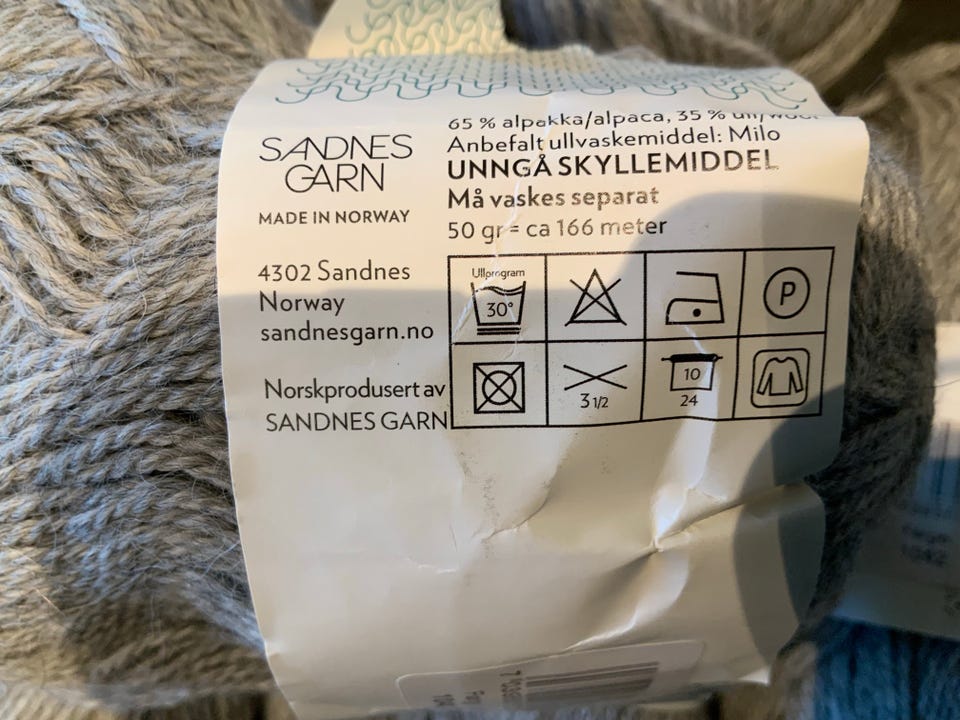 SANDNES
GARN
MADE IN NORWAY
4302 Sandnes
Norway
sandnesgarn.no
Norskprodusert av
SANDNES GARN
65 % alpakka/alpaca, 35 % ull/wool
Anbefalt ullvaskemiddel: Milo
UNNGÅ SKYLLEMIDDEL
Må vaskes separat
50 gr = ca 166 meter
Ullprogram
30°
P
3 1/2
10
24